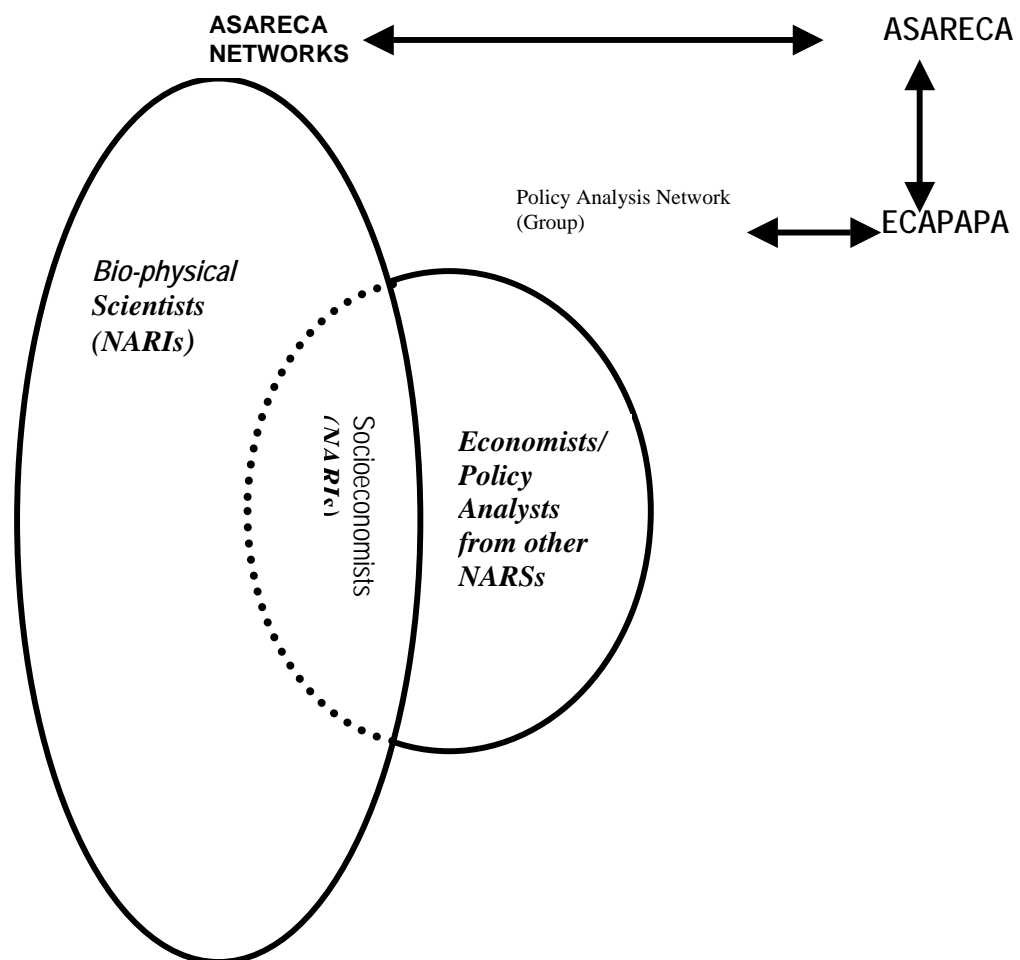 ASARECA
NETWORKS
ASARECA
Policy Analysis Network
(Group)
ECAPAPA
Bio-physical
Scientists
(NARIs)
Socioeconomists
(NARIs)
Economists/
Policy
Analysts
from other
NARSs